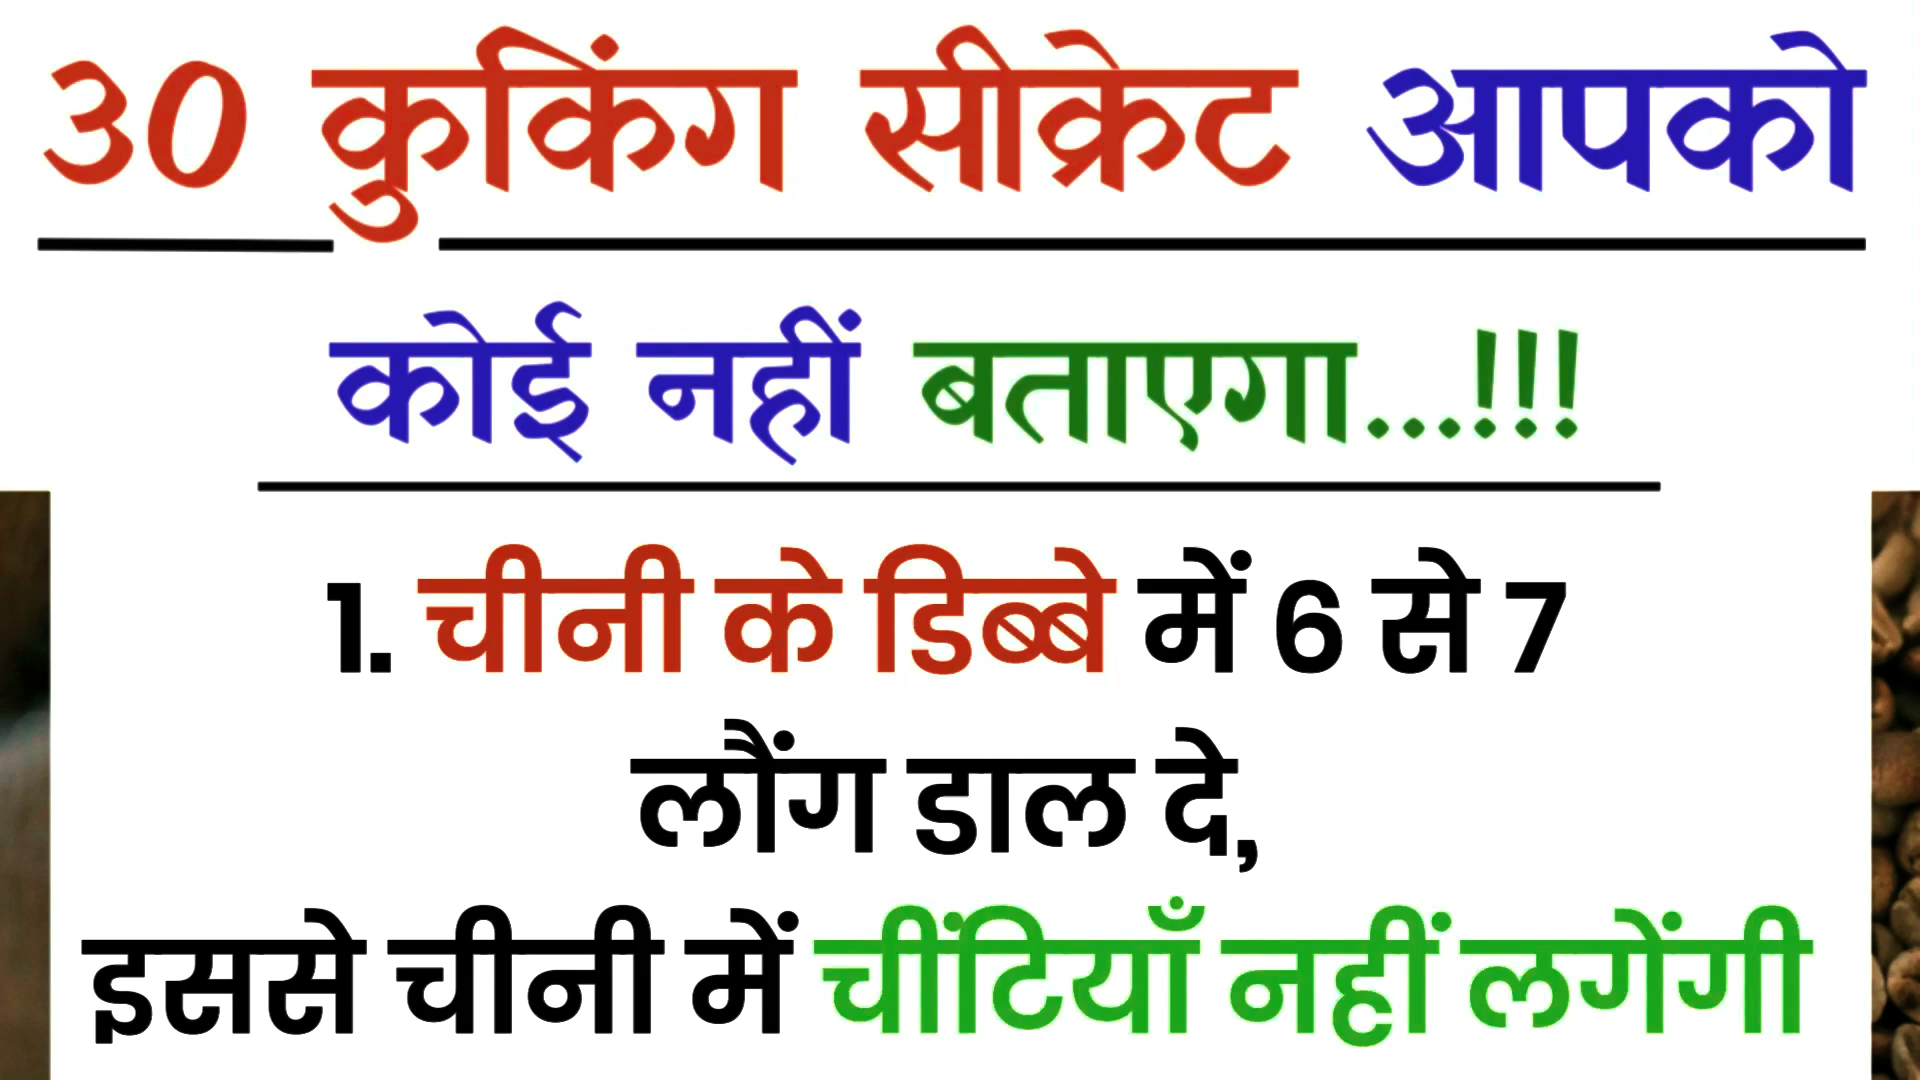 30 कुकिंग सीक्रेट आपको
कोई नहीं बताएगा...!!!
1. चीनी के डिब्बे में 6 से 7
लौंग डाल दे,
इससे चीनी में चींटियाँ नहीं लगेंगी